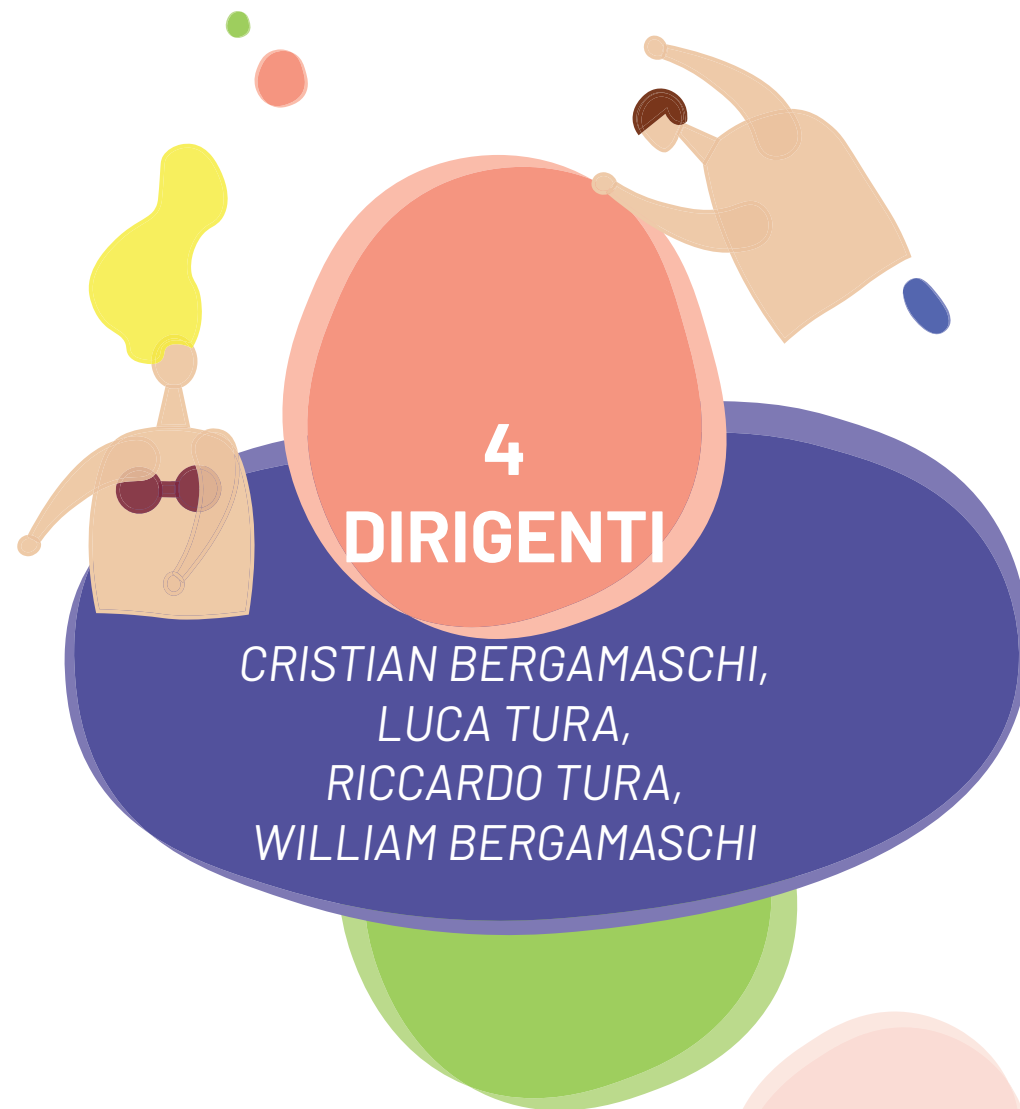 4
DIRIGENTI
CRISTIAN BERGAMASCHI,
LUCA TURA,
RICCARDO TURA,
WILLIAM BERGAMASCHI